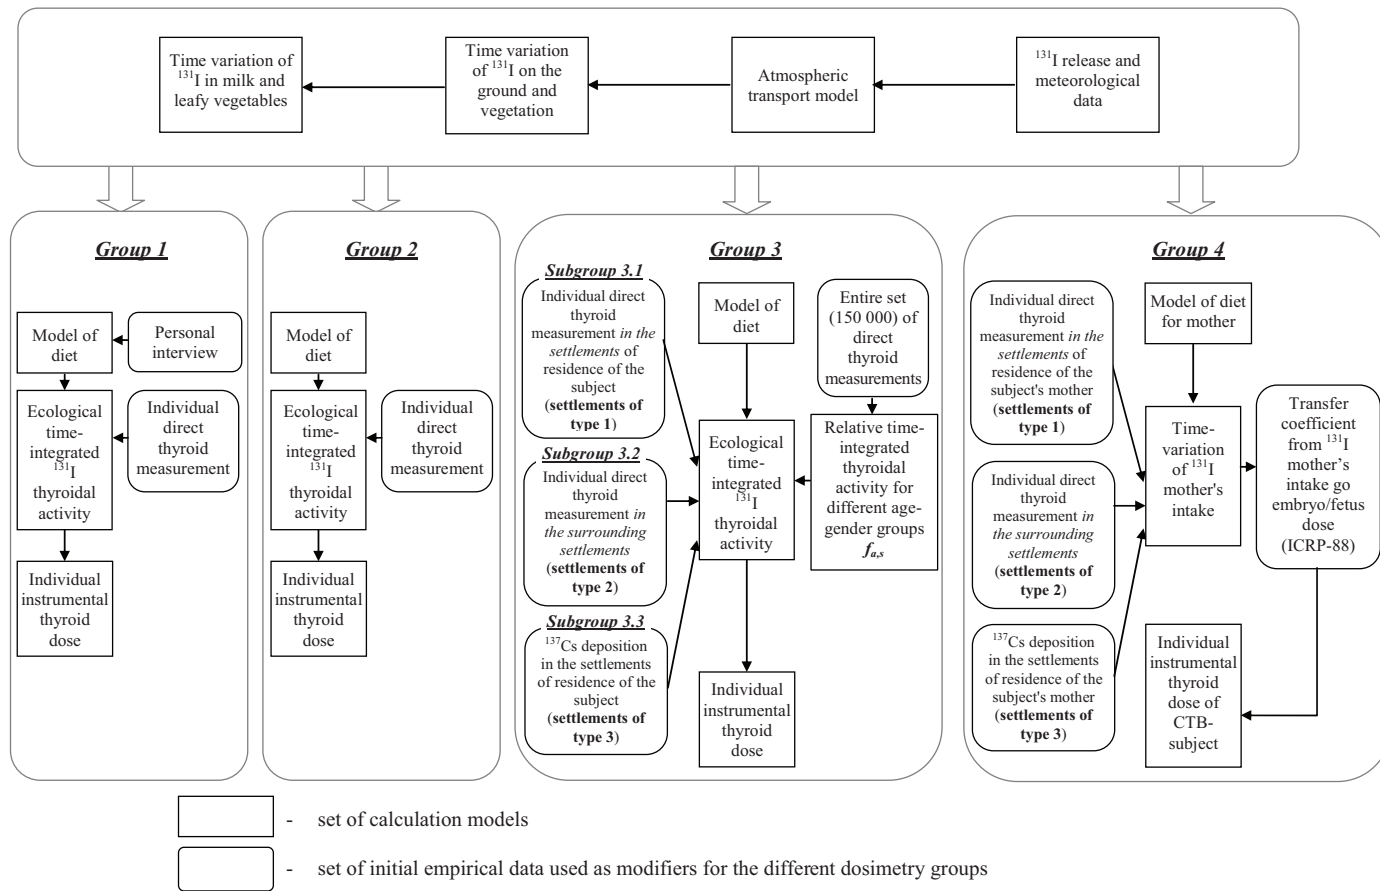 Time variation of
¹³¹I in milk and
leafy vegetables
Time variation
of ¹³¹I on the
ground and
vegetation
Atmospheric
transport model
¹³¹I release and
meteorological
data
Group 1
Model of
diet
Personal
interview
Ecological
time-
integrated
¹³¹I
thyroidal
activity
Individual
direct
thyroid
measurement
Individual
instrumental
thyroid
dose
Group 2
Model of
diet
Ecological
time-
integrated
¹³¹I
thyroidal
activity
Individual
direct
thyroid
measurement
Individual
instrumental
thyroid
dose
Group 3
Subgroup 3.1
Individual direct
thyroid
measurement in the
settlements of
residence of the
subject
(settlements of
type 1)
Subgroup 3.2
Individual direct
thyroid
measurement in
the surrounding
settlements
(settlements of
type 2)
Subgroup 3.3
¹³⁷Cs deposition
in the settlements
of residence of the
subject
(settlements of
type 3)
Model of
diet
Ecological
time-
integrated
¹³¹I
thyroidal
activity
Individual
instrumental
thyroid
dose
Entire set
(150 000) of
direct
thyroid
measurements
Relative time-
integrated
thyroidal
activity for
different age-
gender groups
fa,s
Group 4
Individual direct
thyroid
measurement in the
settlements of
residence of the
subject's mother
(settlements of
type 1)
Individual direct
thyroid
measurement in
the surrounding
settlements
(settlements of
type 2)
¹³⁷Cs deposition
in the settlements
of residence of the
subject's mother
(settlements of
type 3)
Model of diet
for mother
Time-
variation
of ¹³¹I
mother's
intake
Transfer
coefficient
from ¹³¹I
mother’s
intake go
embryo/fetus
dose
(ICRP-88)
Individual
instrumental
thyroid
dose of
CTB-
subject
- set of calculation models
- set of initial empirical data used as modifiers for the different dosimetry groups